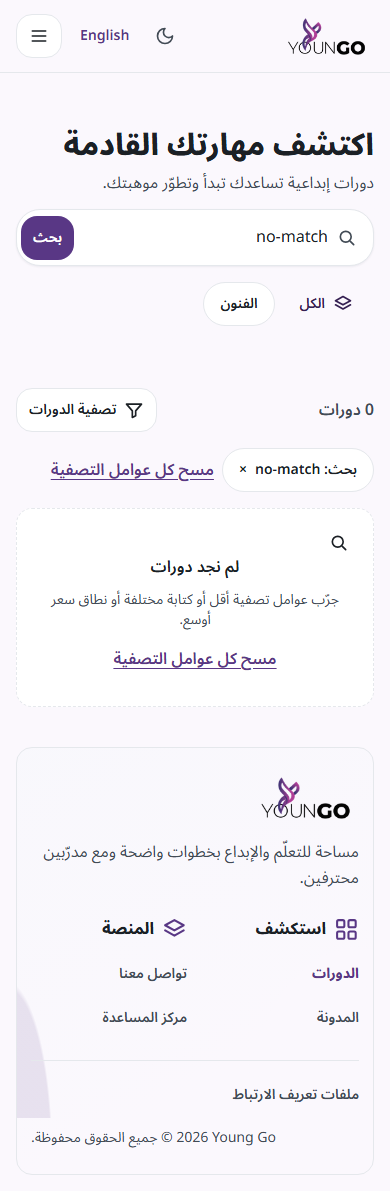 YOUNGO
English
اكتشف مهارتك القادمة
دورات إبداعية تساعدك تبدأ وتطوّر موهبتك.
no-match
بحث
الكل
الفنون
0 دورات
تصفية الدورات
بحث: no-match ×
مسح كل عوامل التصفية
لم نجد دورات
جرّب عوامل تصفية أقل أو كتابة مختلفة أو نطاق سعر
أوسع.
مسح كل عوامل التصفية
YOUNGO
مساحة للتعلّم والإبداع بخطوات واضحة ومع مدرّبين
محترفين.
استكشف
المنصة
الدورات
تواصل معنا
المدونة
مركز المساعدة
ملفات تعريف الارتباط
© 2026 Young Go جميع الحقوق محفوظة.